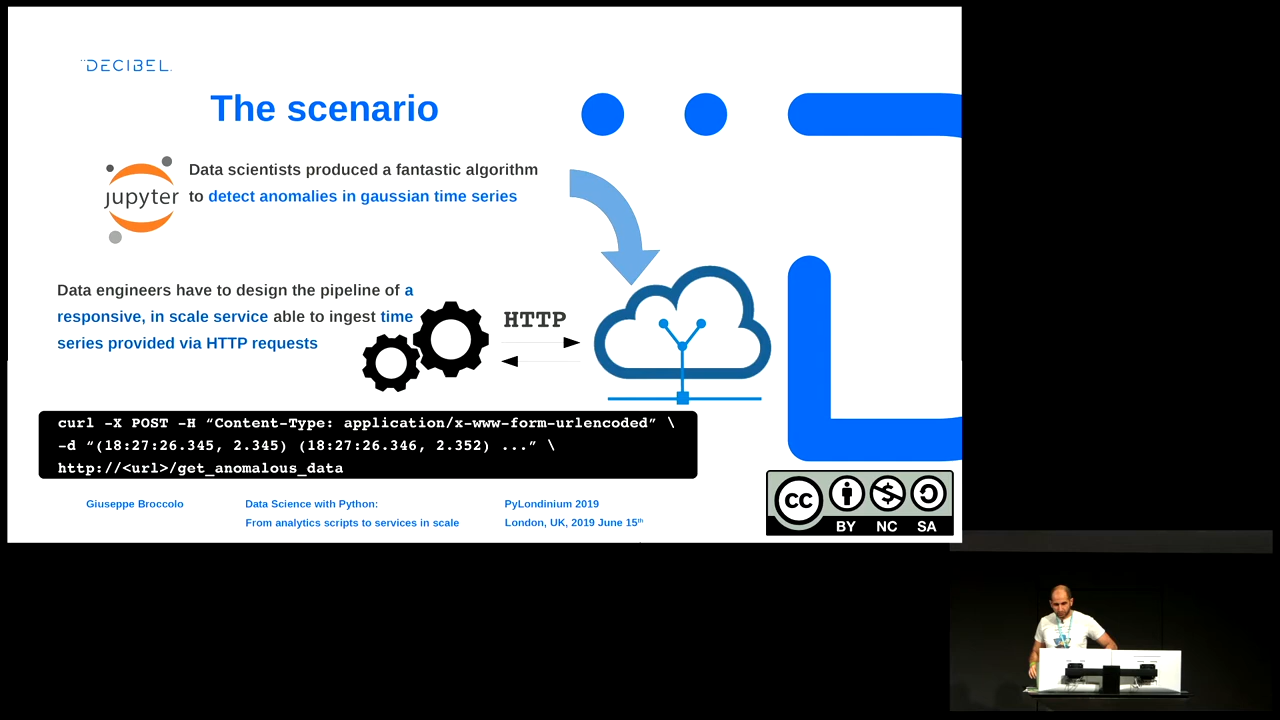 DECIBEL
The scenario
jupyter
Data scientists produced a fantastic algorithm
to detect anomalies in gaussian time series
Data engineers have to design the pipeline of a
responsive, in scale service able to ingest time
series provided via HTTP requests
HTTP
curl -X POST -H “Content-Type: application/x-www-form-urlencoded” \
-d “(18:27:26.345, 2.345) (18:27:26.346, 2.352) ...” \
http://<url>/get_anomalous_data
Giuseppe Broccolo
Data Science with Python:
From analytics scripts to services in scale
PyLondinium 2019
London, UK, 2019 June 15th
cc
BY NC SA